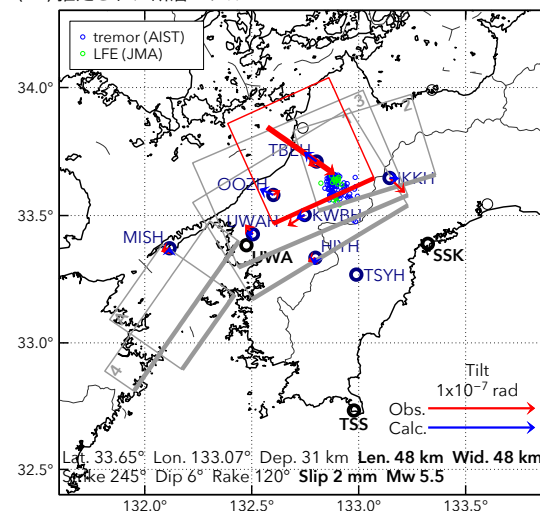 tremor (AIST)
LFE (JMA)
34.0°
33.5°
33.0°
32.5°
3
2
TBEH
OOZH
IKKH
KWBH
UWAH
MISH
UWA
HIYH
SSK
TSYH
4
TSS
Tilt
1x10⁻⁷ rad
Obs.
Calc.
Lat. 33.65° Lon. 133.07° Dep. 31 km Len. 48 km Wid. 48 km
Strike 245° Dip 6° Rake 120° Slip 2 mm Mw 5.5
132.0° 132.5° 133.0° 133.5°